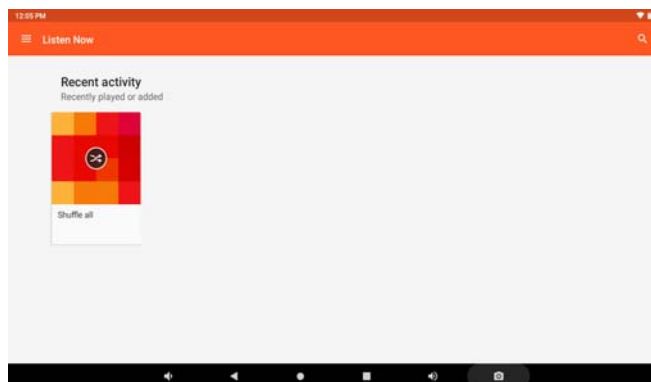 12:05 PM
Listen Now
Recent activity
Recently played or added
Shuffle all